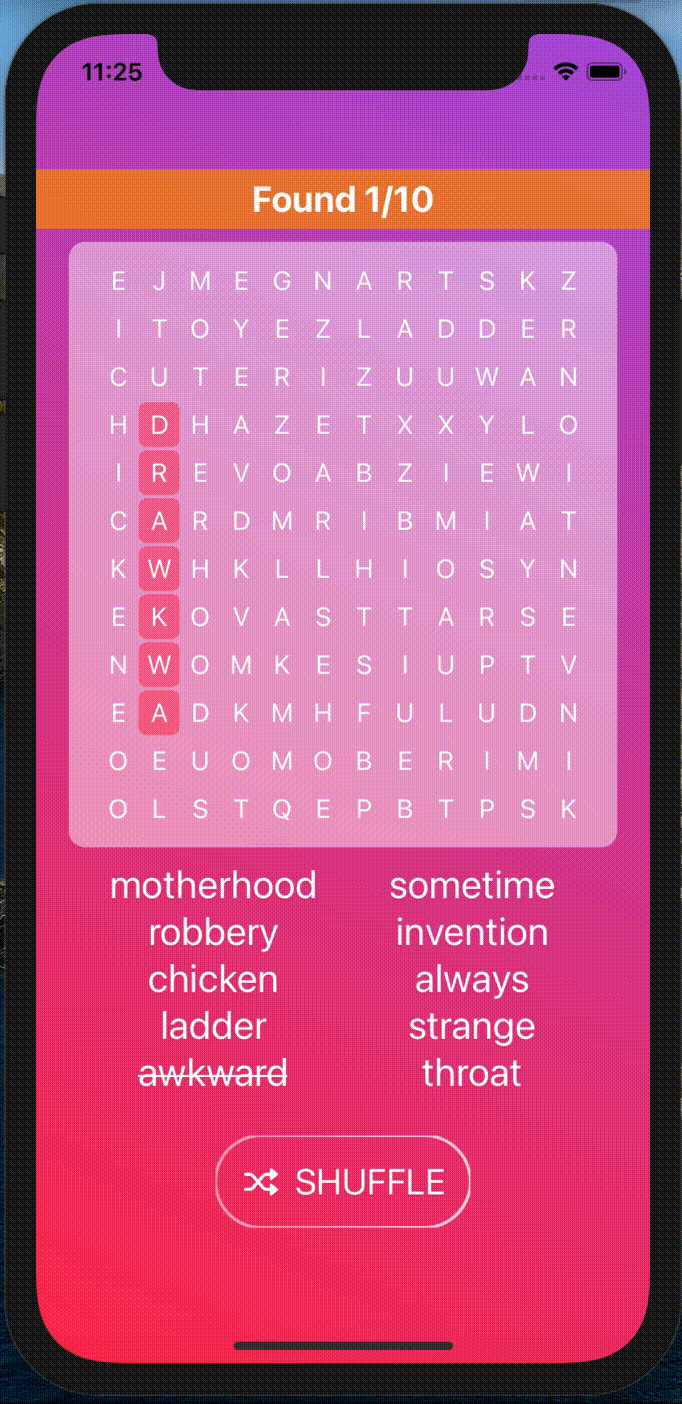 11:25
Found 1/10
E J M E G N A R T S K Z
I T O Y E Z L A D D E R
C U T E R I Z U U W A N
H D H A Z E T X X Y L O
I R E V O A B Z I E W I
C A R D M R I B M I A T
K W H K L L H I O S Y N
E K O V A S T T A R S E
N W O M K E S I U P T V
E A D K M H F U L U D N
O E U O M O B E R I M I
O L S T Q E P B T P S K
motherhood sometime
robbery invention
chicken always
ladder strange
awkward throat
SHUFFLE